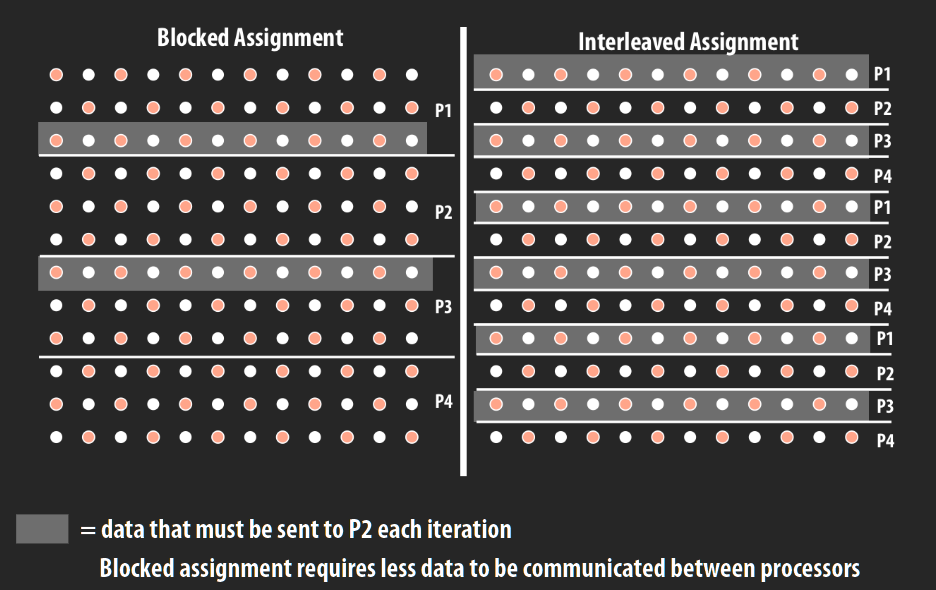 Blocked Assignment
P1
P2
P3
P4
Interleaved Assignment
P1
P2
P3
P4
P1
P2
P3
P4
P1
P2
P3
P4
= data that must be sent to P2 each iteration
Blocked assignment requires less data to be communicated between processors